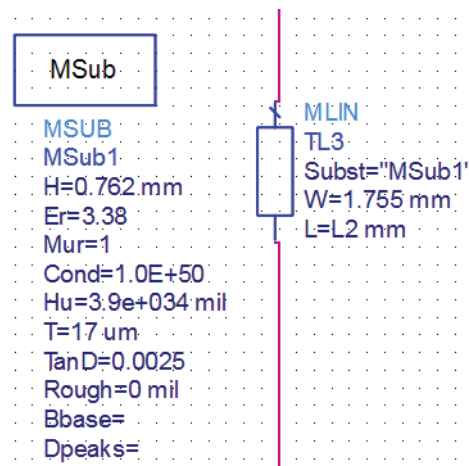 MSub
MSUB
MSub1
H=0.762 mm
Er=3.38
Mur=1
Cond=1.0E+50
Hu=3.9e+034 mil
T=17 um
TanD=0.0025
Rough=0 mil
Bbase=
Dpeaks=
MLIN
TL3
Subst="MSub1"
W=1.755 mm
L=L2 mm